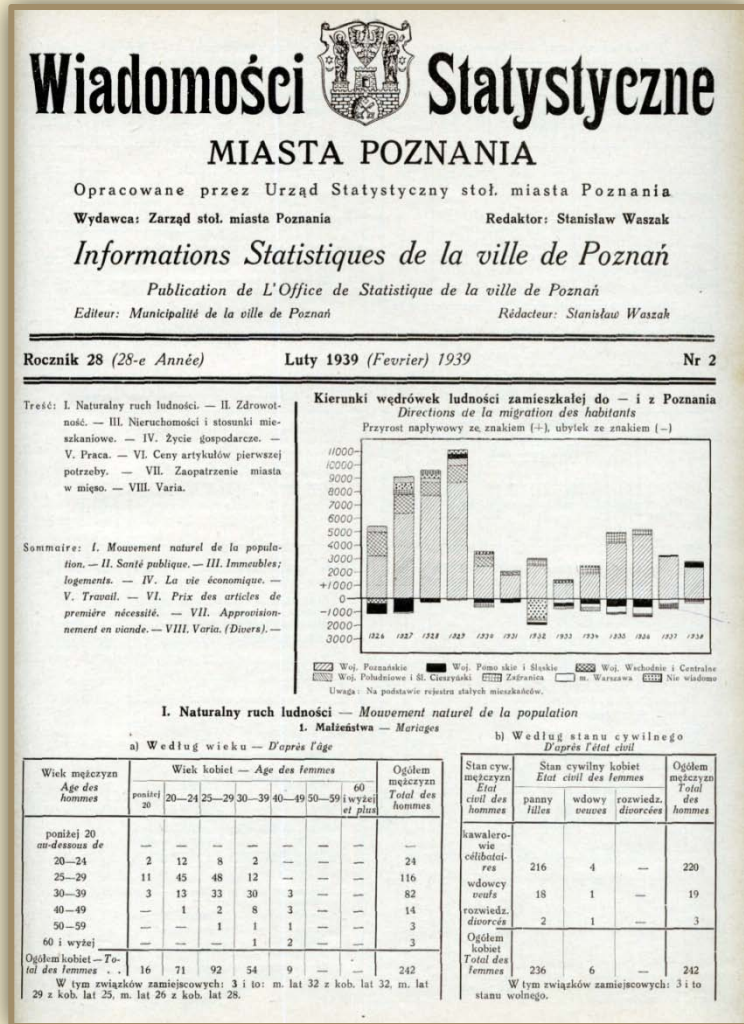 Wiadomości Statystyczne
MIASTA POZNANIA
Opracowane przez Urząd Statystyczny stoł. miasta Poznania
Wydawca: Zarząd stoł. miasta Poznania Redaktor: Stanisław Waszak
Informations Statistiques de la ville de Poznań
Publication de L'Office de Statistique de la ville de Poznań
Editeur: Municipalité de la ville de Poznań Rédacteur: Stanisław Waszak
Rocznik 28 (28-e Année) Luty 1939 (Fevrier) 1939 Nr 2
Treść: I. Naturalny ruch ludności. — II. Zdrowot-
ność. — III. Nieruchomości i stosunki mie-
szkaniowe. — IV. Życie gospodarcze. —
V. Praca. — VI. Ceny artykułów pierwszej
potrzeby. — VII. Zaopatrzenie miasta
w mięso. — VIII. Varia.
Sommaire: I. Mouvement naturel de la popula-
tion. — II. Santé publique. — III. Immeubles;
logements. — IV. La vie économique. —
V. Travail. — VI. Prix des articles de
première nécessité. — VII. Approvision-
nement en viande. — VIII. Varia. (Divers). —
Kierunki wędrówek ludności zamieszkałej do — i z Poznania
Directions de la migration des habitants
Przyrost napływowy ze znakiem (+), ubytek ze znakiem (—)
11000
10000
9000
8000
7000
6000
5000
4000
3000
2000
+1000
0
—1000
2000
3000
1926 1927 1928 1929 1930 1931 1932 1933 1934 1935 1936 1937 1938
Woj. Poznańskie Woj. Pomo skie i Śląskie Woj. Wschodnie i Centralne
Woj. Południowe i Śl. Cieszyński Zagranica m. Warszawa Nie wiadomo
Uwaga: Na podstawie rejestru stałych mieszkańców.
I. Naturalny ruch ludności — Mouvement naturel de la population
1. Małżeństwa — Mariages
a) Według wieku — D'après l'âge
Wiek mężczyzn
Age des
hommes
Wiek kobiet — Age des femmes
poniżej
20
20—24 25—29 30—39 40—49 50—59
60
i wyżej
et plus
Ogółem
mężczyzn
Total des
hommes
poniżej 20
au-dessous de — — — — — — — —
20—24 2 12 8 2 — — — 24
25—29 11 45 48 12 — — — 116
30—39 3 13 33 30 3 — — 82
40—49 — 1 2 8 3 — — 14
50—59 — — 1 1 1 — — 3
60 i wyżej — — — 1 2 — — 3
Ogółem kobiet — To-
tal des femmes . . 16 71 92 54 9 — — 242
W tym związków zamiejscowych: 3 i to: m. lat 32 z kob. lat 32, m. lat
29 z kob. lat 25, m. lat 26 z kob. lat 28.
b) Według stanu cywilnego
D'après l'état civil
Stan cyw.
mężczyzn
Etat
civil des
hommes
Stan cywilny kobiet
Etat civil des femmes
panny
filles
wdowy
veuves
rozwiedz.
divorcées
Ogółem
mężczyzn
Total
des
hommes
kawalero-
wie
célibatai-
res 216 4 — 220
wdowcy
veufs 18 1 — 19
rozwiedz.
divorcés 2 1 — 3
Ogółem
kobiet
Total des
femmes 236 6 — 242
W tym związków zamiejscowych: 3 i to
stanu wolnego.